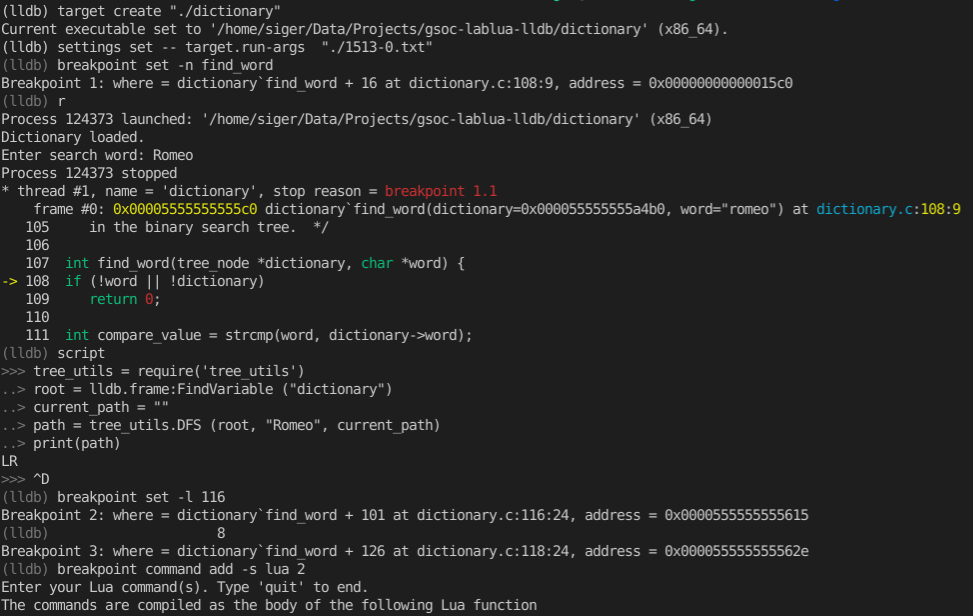 (lldb) target create "./dictionary"
Current executable set to '/home/siger/Data/Projects/gsoc-lablua-lldb/dictionary' (x86_64).
(lldb) settings set -- target.run-args  "./1513-0.txt"
(lldb) breakpoint set -n find_word
Breakpoint 1: where = dictionary`find_word + 16 at dictionary.c:108:9, address = 0x00000000000015c0
(lldb) r
Process 124373 launched: '/home/siger/Data/Projects/gsoc-lablua-lldb/dictionary' (x86_64)
Dictionary loaded.
Enter search word: Romeo
Process 124373 stopped
* thread #1, name = 'dictionary', stop reason = breakpoint 1.1
    frame #0: 0x00005555555555c0 dictionary`find_word(dictionary=0x000055555555a4b0, word="romeo") at dictionary.c:108:9
   105     in the binary search tree.  */
   106
   107  int find_word(tree_node *dictionary, char *word) {
-> 108  if (!word || !dictionary)
   109     return 0;
   110
   111  int compare_value = strcmp(word, dictionary->word);
(lldb) script
>>> tree_utils = require('tree_utils')
..> root = lldb.frame:FindVariable ("dictionary")
..> current_path = ""
..> path = tree_utils.DFS (root, "Romeo", current_path)
..> print(path)
LR
>>> ^D
(lldb) breakpoint set -l 116
Breakpoint 2: where = dictionary`find_word + 101 at dictionary.c:116:24, address = 0x0000555555555615
(lldb)                     8
Breakpoint 3: where = dictionary`find_word + 126 at dictionary.c:118:24, address = 0x000055555555562e
(lldb) breakpoint command add -s lua 2
Enter your Lua command(s). Type 'quit' to end.
The commands are compiled as the body of the following Lua function